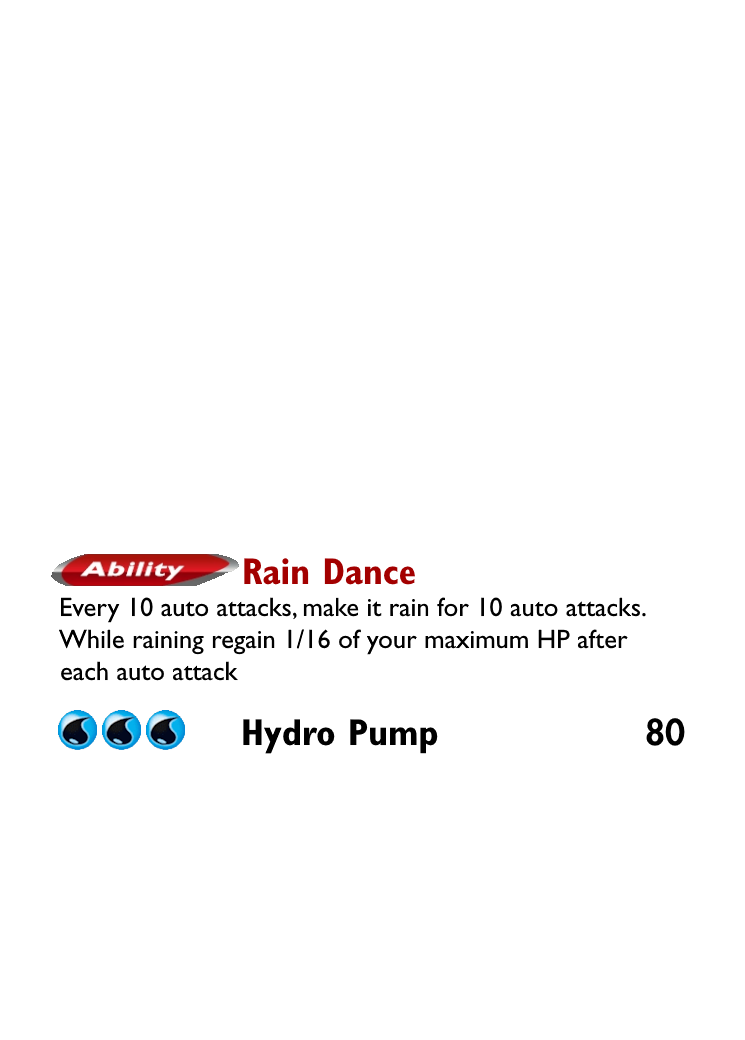 Ability Rain Dance
Every 10 auto attacks, make it rain for 10 auto attacks.
While raining regain 1/16 of your maximum HP after
each auto attack
Hydro Pump 80